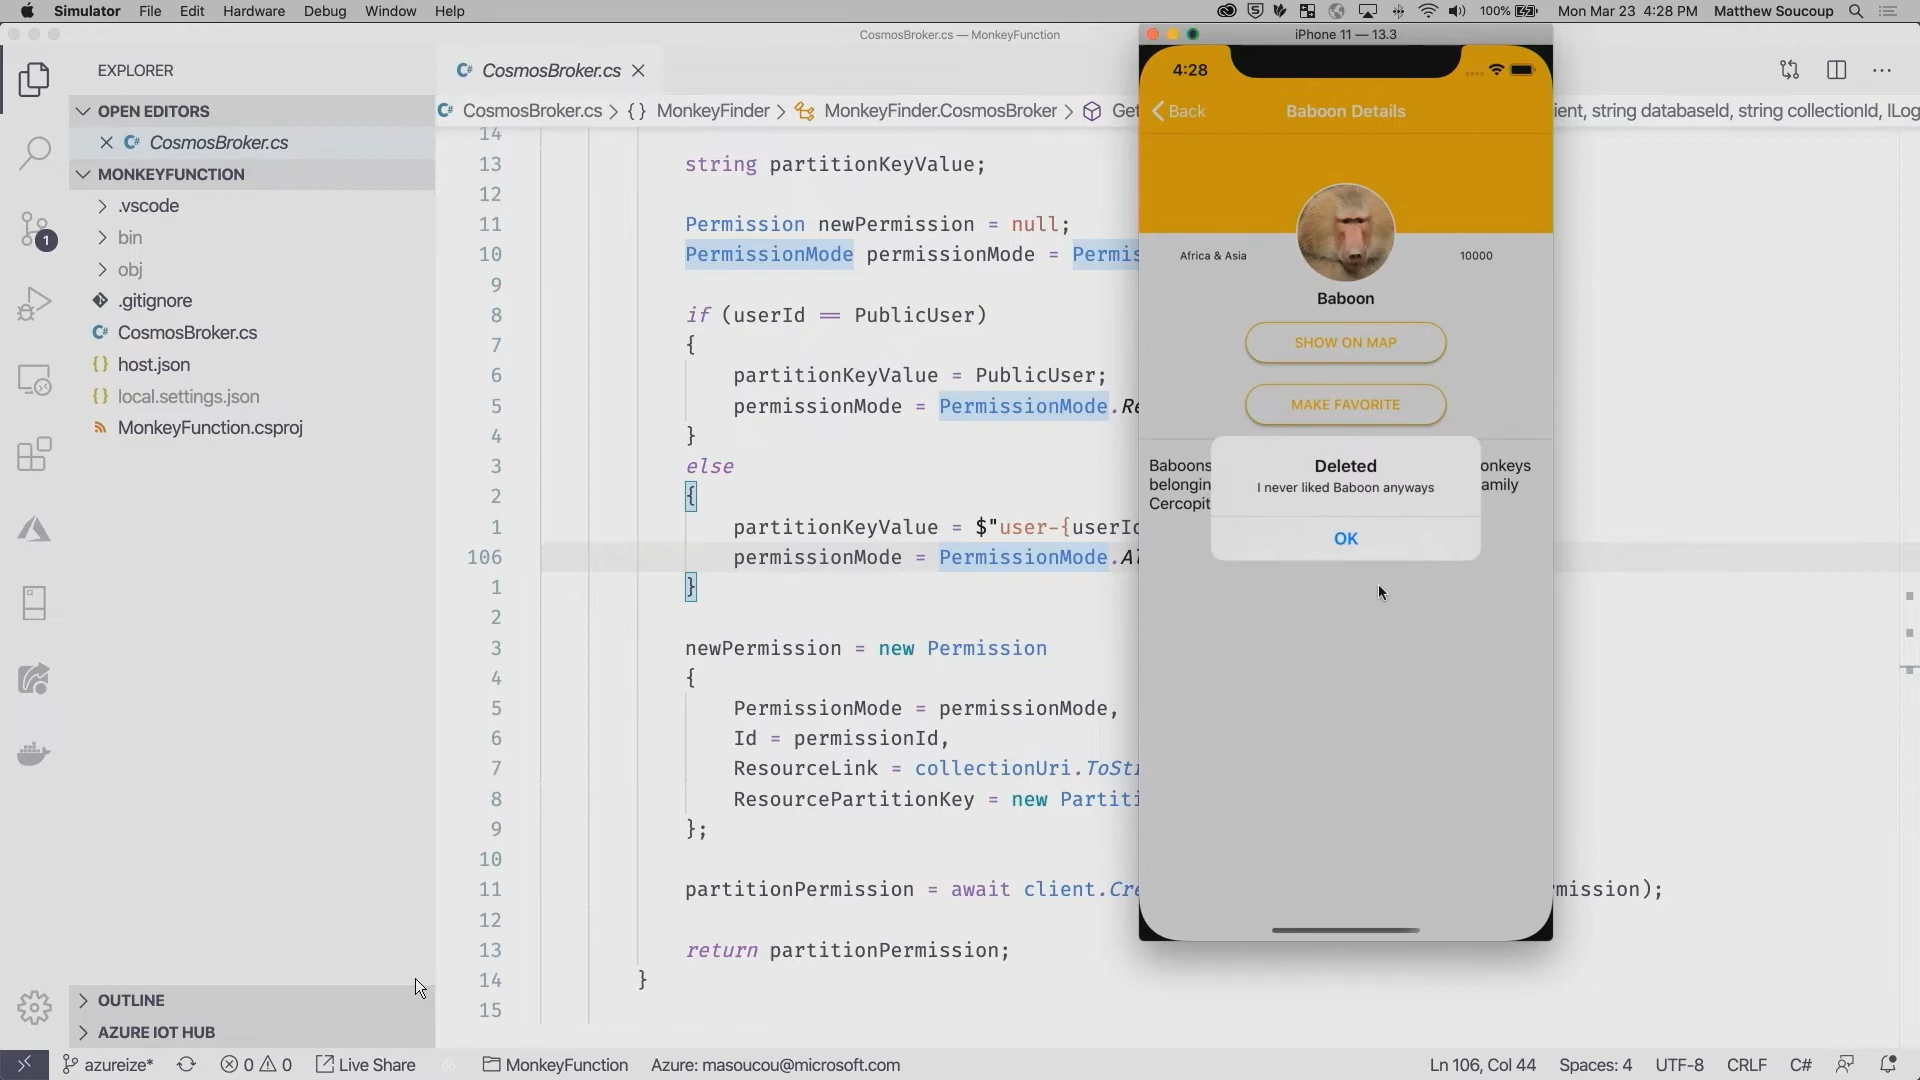 Simulator File Edit Hardware Debug Window Help
100% Mon Mar 23 4:28 PM Matthew Soucoup
CosmosBroker.cs — MonkeyFunction
iPhone 11 — 13.3
EXPLORER
OPEN EDITORS
CosmosBroker.cs
MONKEYFUNCTION
.vscode
bin
obj
.gitignore
CosmosBroker.cs
host.json
local.settings.json
MonkeyFunction.csproj
OUTLINE
AZURE IOT HUB
1
CosmosBroker.cs
CosmosBroker.cs > {} MonkeyFinder > MonkeyFinder.CosmosBroker > Get
ient, string databaseId, string collectionId, ILog
14
13 string partitionKeyValue;
12
11 Permission newPermission = null;
10 PermissionMode permissionMode = Permis
9
8 if (userId == PublicUser)
7 {
6 partitionKeyValue = PublicUser;
5 permissionMode = PermissionMode.Re
4 }
3 else
2 {
1 partitionKeyValue = $"user-{userId
106 permissionMode = PermissionMode.Al
1 }
2
3 newPermission = new Permission
4 {
5 PermissionMode = permissionMode,
6 Id = permissionId,
7 ResourceLink = collectionUri.ToStr
8 ResourcePartitionKey = new Partiti
9 };
10
11 partitionPermission = await client.Cre
mission);
12
13 return partitionPermission;
14 }
15
4:28
Back
Baboon Details
Africa & Asia
10000
Baboon
SHOW ON MAP
MAKE FAVORITE
Baboons onkeys
belongin amily
Cercopit
Deleted
I never liked Baboon anyways
OK
azureize* 0 0 Live Share MonkeyFunction Azure: masoucou@microsoft.com
Ln 106, Col 44 Spaces: 4 UTF-8 CRLF C#